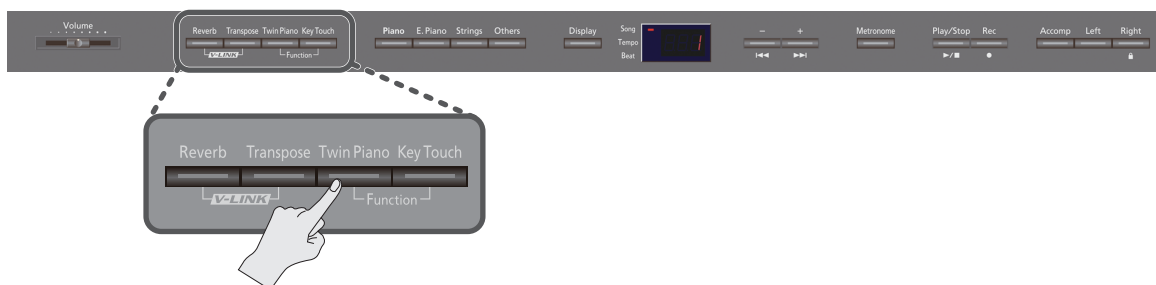 Volume
Reverb Transpose Twin Piano Key Touch
V-LINK Function
Piano E. Piano Strings Others
Display
Song
Tempo
Beat
1
− +
Metronome
Play/Stop Rec
Accomp Left Right
Reverb Transpose Twin Piano Key Touch
V-LINK Function